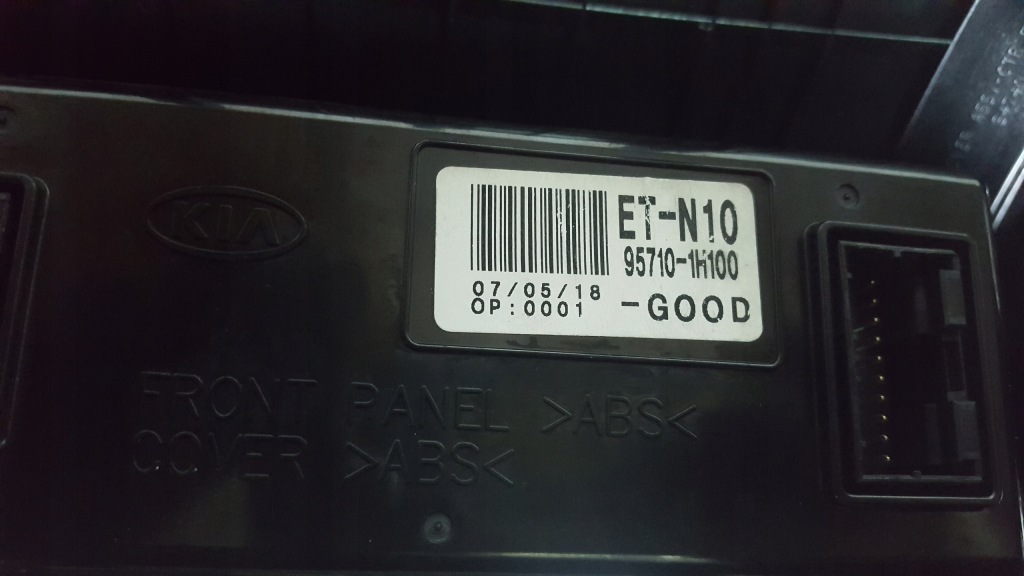 KIA
ET-N10
95710-1H100
07/05/18
OP:0001
-GOOD
FRONT PANEL >ABS<
COVER >ABS<